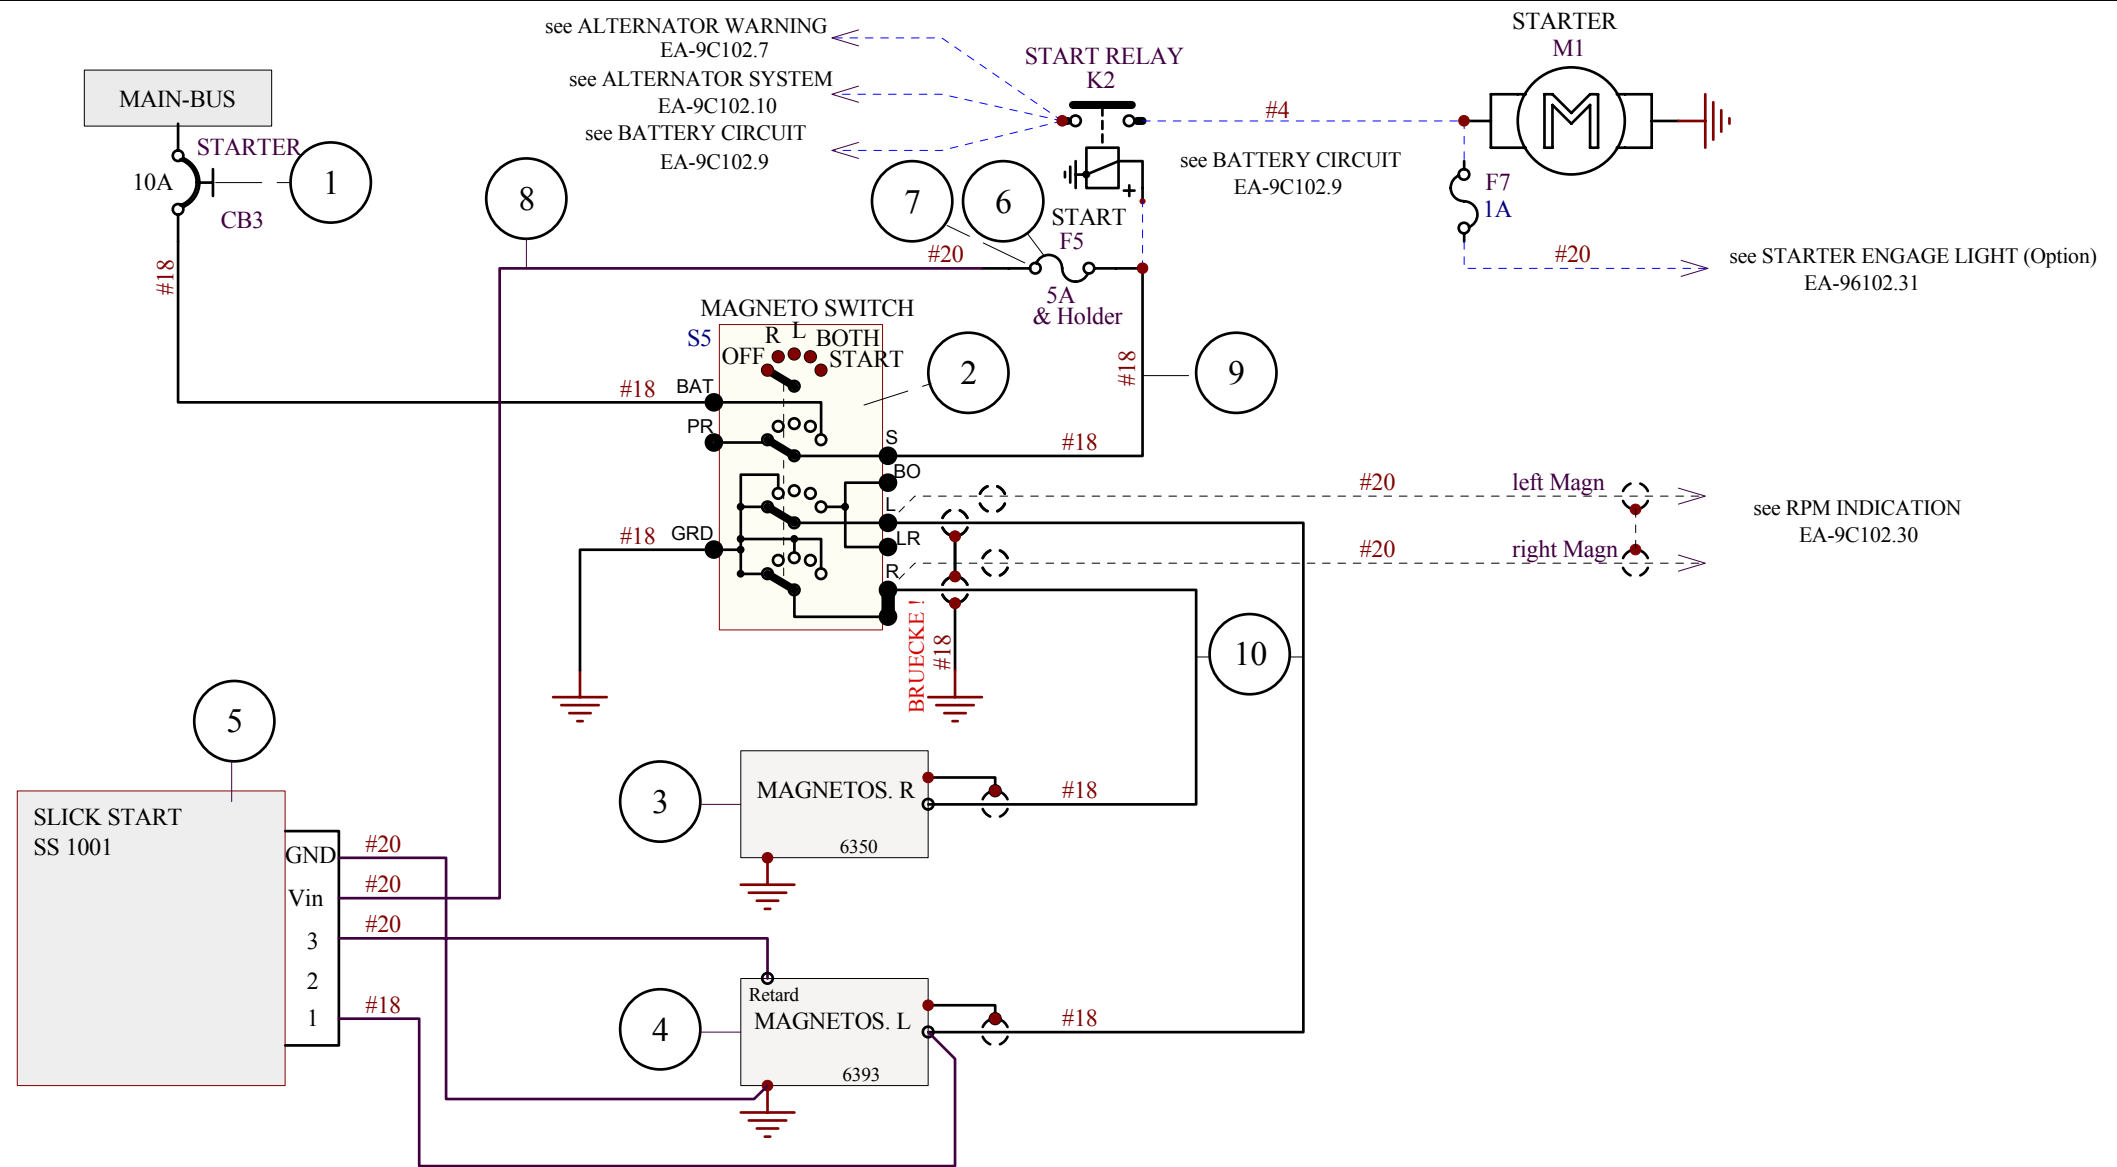 see ALTERNATOR WARNING
EA-9C102.7
see ALTERNATOR SYSTEM
EA-9C102.10
see BATTERY CIRCUIT
EA-9C102.9
START RELAY
K2
STARTER
M1
#4
see BATTERY CIRCUIT
EA-9C102.9
F7
1A
#20
see STARTER ENGAGE LIGHT (Option)
EA-96102.31
MAIN-BUS
STARTER
10A
CB3
1
#18
8
7
6
+
START
F5
#20
5A
& Holder
MAGNETO SWITCH
S5
R
L
BOTH
OFF
START
2
#18
9
#18
BAT
PR
S
#18
BO
L
#18
GRD
LR
R
#20
left Magn
#20
right Magn
see RPM INDICATION
EA-9C102.30
BRUECKE !
#18
10
5
SLICK START
SS 1001
GND
#20
Vin
#20
3
#20
2
1
#18
3
MAGNETOS. R
6350
#18
4
Retard
MAGNETOS. L
6393
#18